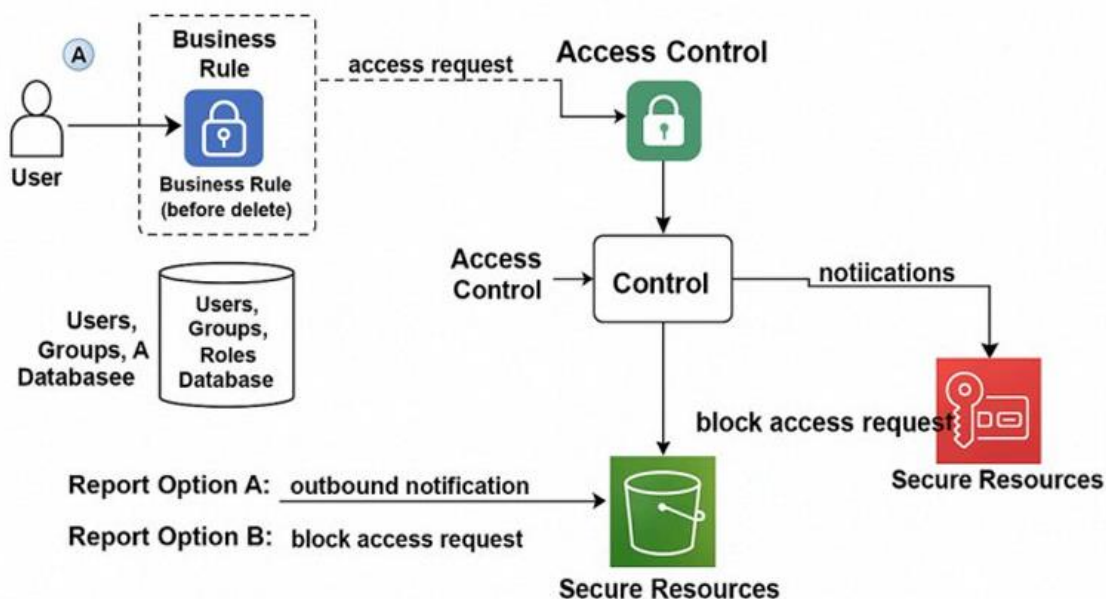 A
Business
Rule
Business Rule
(before delete)
User
access request
Access Control
Access
Control
Control
notiications
Users,
Groups, A
Databasee
Users,
Groups,
Roles
Database
block access request
Secure Resources
Report Option A: outbound notification
Report Option B: block access request
Secure Resources